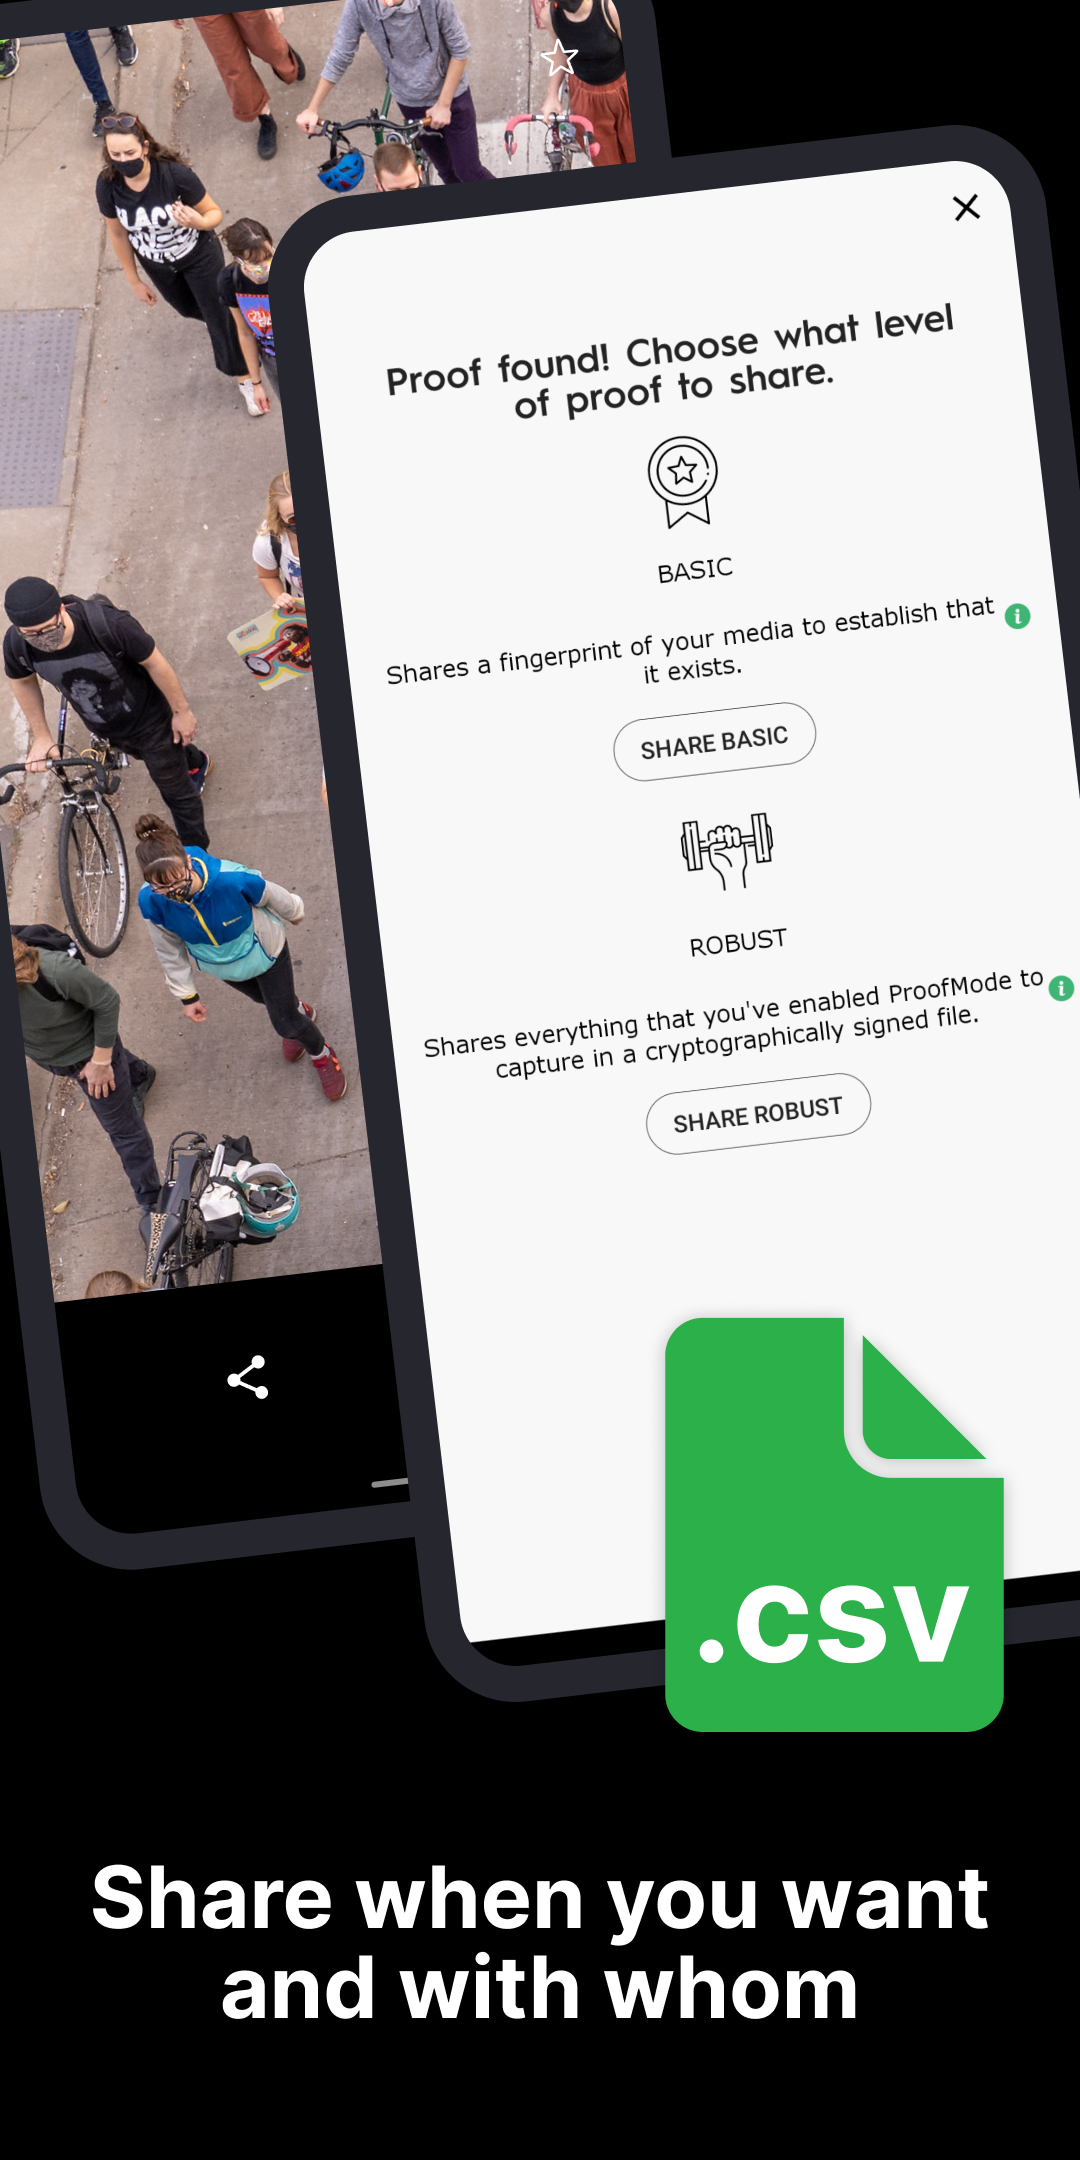 Proof found! Choose what level
of proof to share.
BASIC
Shares a fingerprint of your media to establish that
it exists.
SHARE BASIC
ROBUST
Shares everything that you've enabled ProofMode to
capture in a cryptographically signed file.
SHARE ROBUST
.csv
Share when you want
and with whom